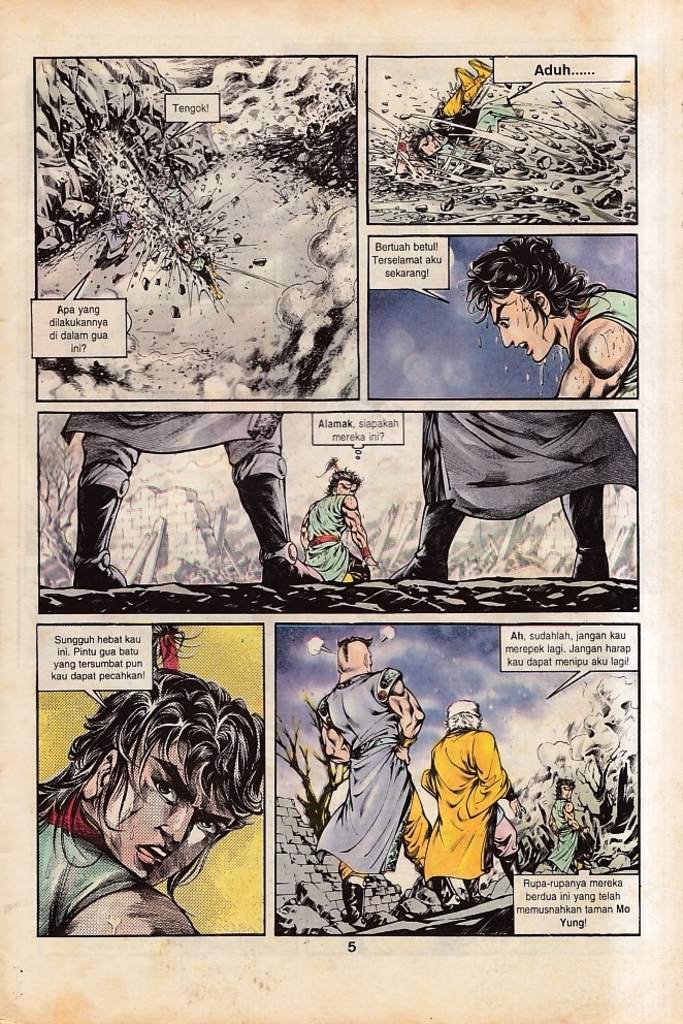 Tengok!
Apa yang
dilakukannya
di dalam gua
ini?
Aduh......
Bertuah betul!
Terselamat aku
sekarang!
Alamak, siapakah
mereka ini?
Sungguh hebat kau
ini. Pintu gua batu
yang tersumbat pun
kau dapat pecahkan!
Ah, sudahlah, jangan kau
merepek lagi. Jangan harap
kau dapat menipu aku lagi!
Rupa-rupanya mereka
berdua ini yang telah
memusnahkan taman Mo
Yung!
5